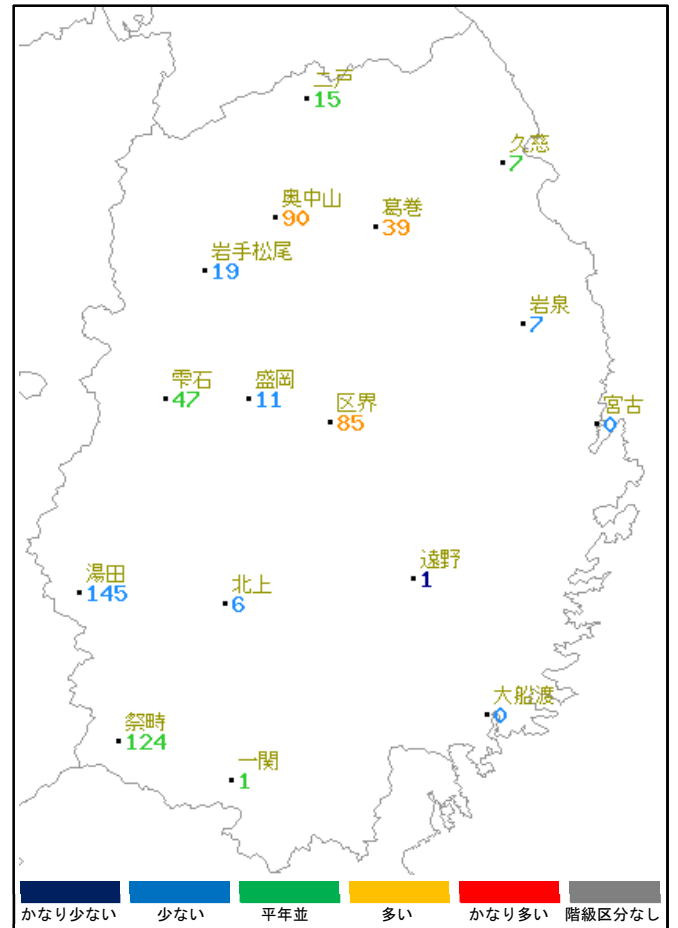 二戸
15
久慈
7
奥中山
90
葛巻
39
岩手松尾
19
岩泉
7
雫石
47
盛岡
11
区界
85
宮古
0
遠野
1
湯田
145
北上
6
大船渡
0
祭畤
124
一関
1
かなり少ない 少ない 平年並 多い かなり多い 階級区分なし